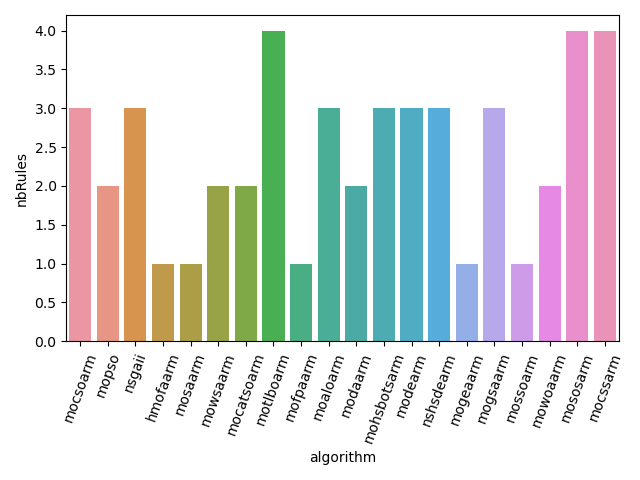 4.0
3.5
3.0
2.5
2.0
1.5
1.0
0.5
0.0
nbRules
mocsoarm
mopso
nsgaii
hmofaarm
mosaarm
mowsaarm
mocatsoarm
motlboarm
mofpaarm
moaloarm
modaarm
mohsbotsarm
modearm
nshsdearm
mogeaarm
mogsaarm
mossoarm
mowoaarm
mososarm
mocssarm
algorithm